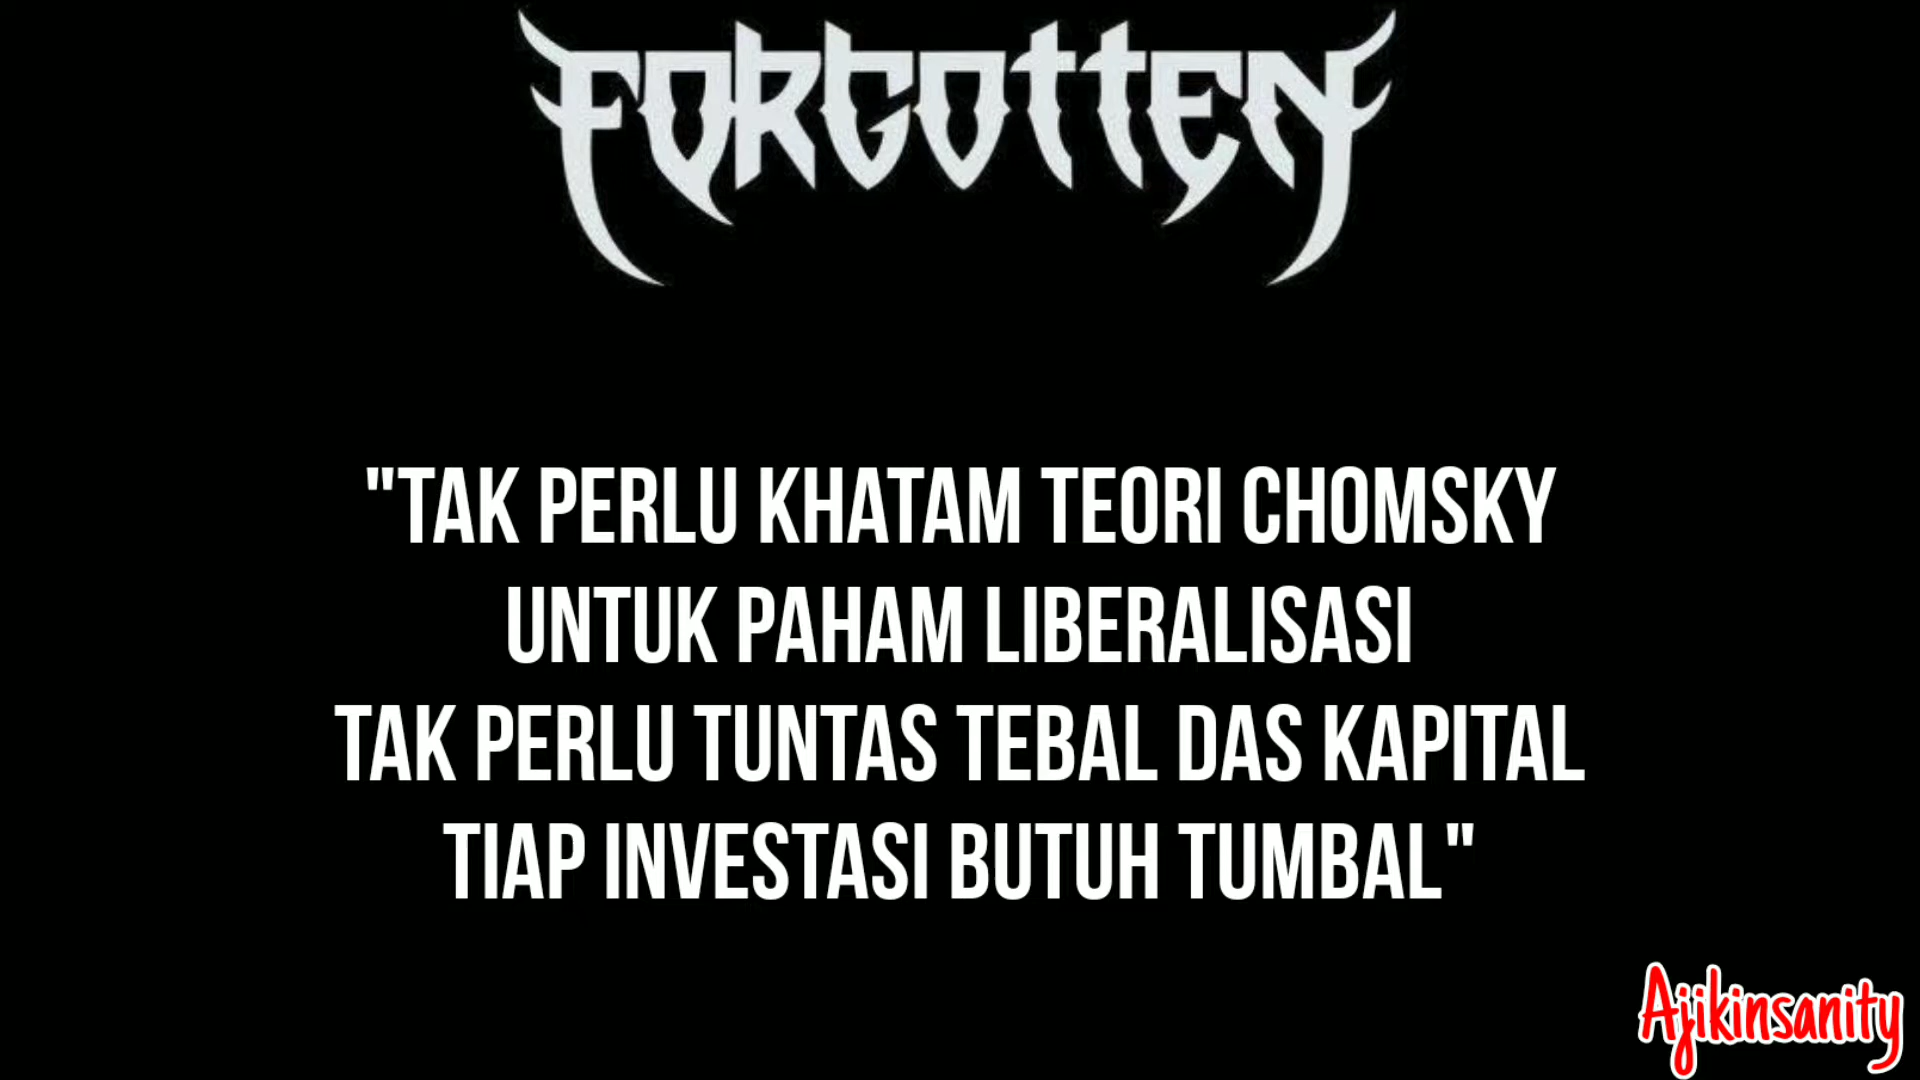 FORGOTTEN
"TAK PERLU KHATAM TEORI CHOMSKY
UNTUK PAHAM LIBERALISASI
TAK PERLU TUNTAS TEBAL DAS KAPITAL
TIAP INVESTASI BUTUH TUMBAL"
Ajikinsanity